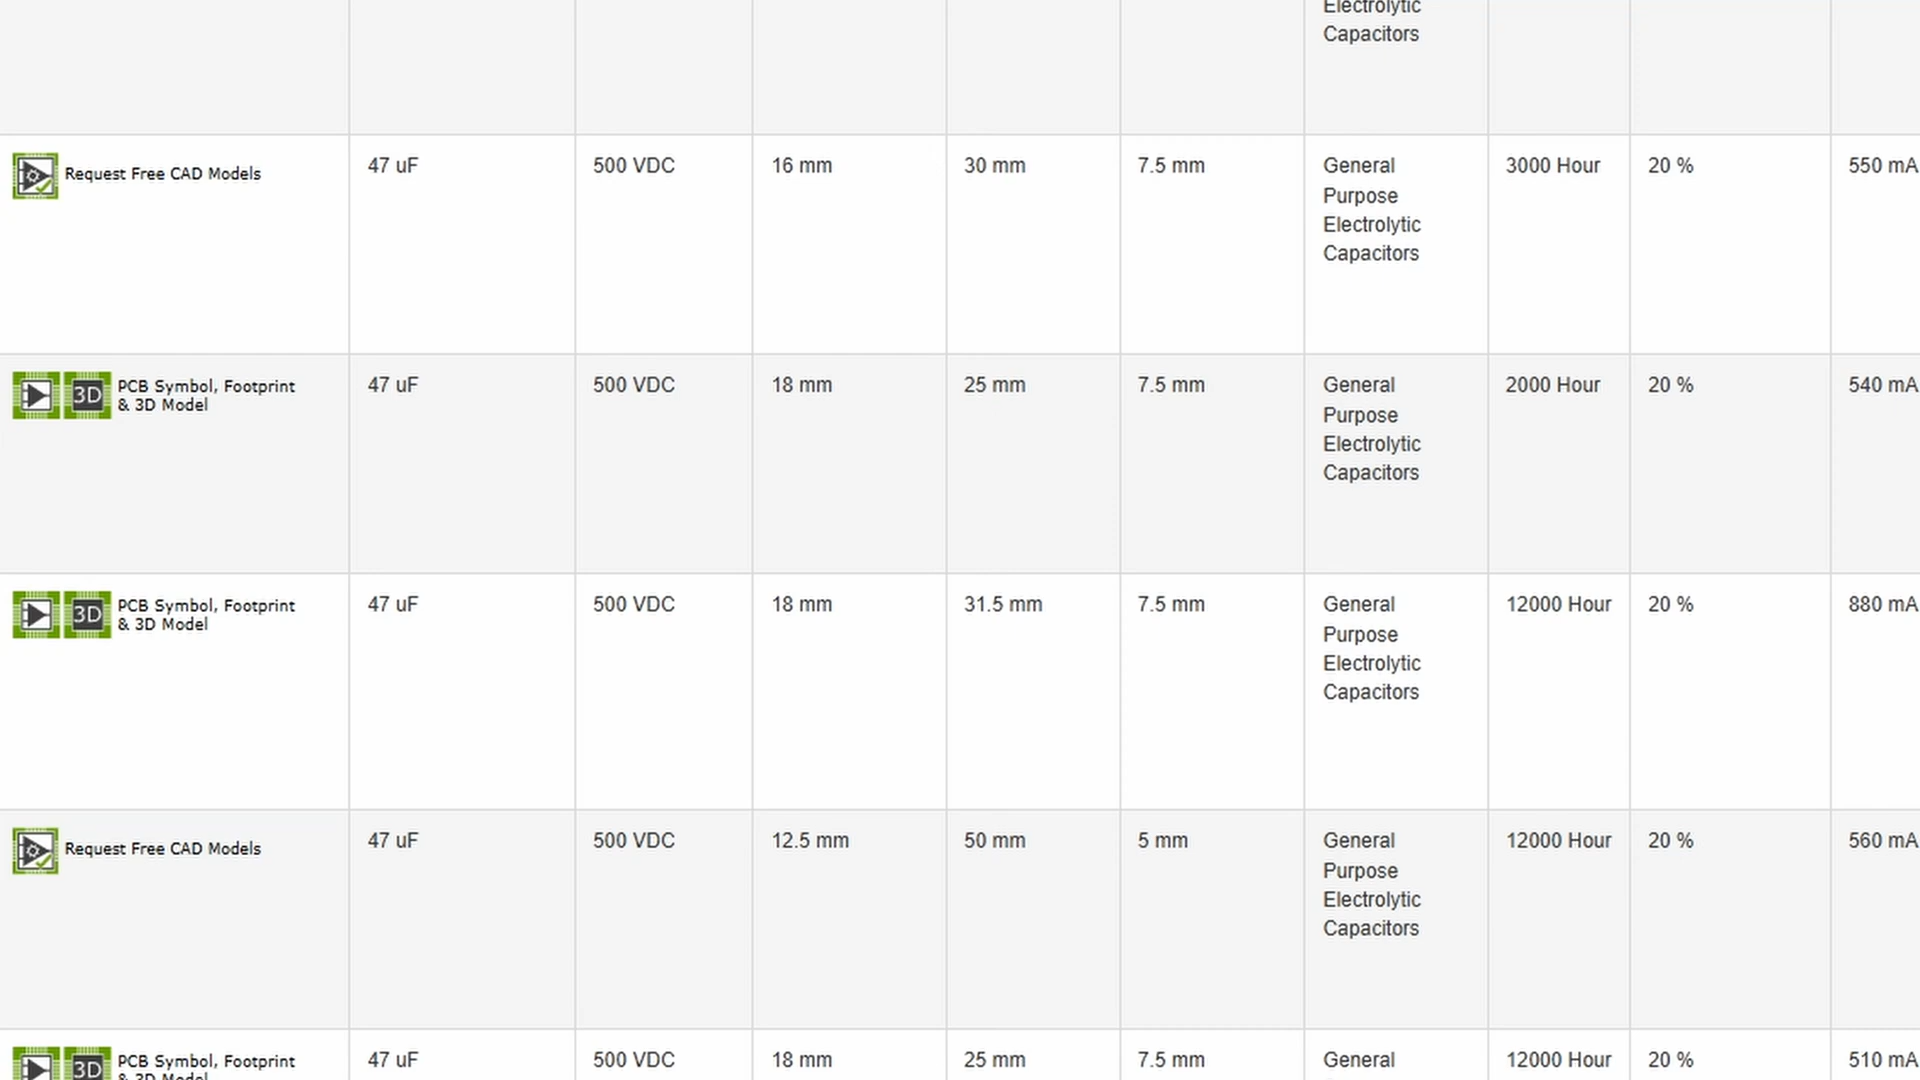 Electrolytic
Capacitors
Request Free CAD Models 47 uF 500 VDC 16 mm 30 mm 7.5 mm General 3000 Hour 20 % 550 mA
Purpose
Electrolytic
Capacitors
PCB Symbol, Footprint 47 uF 500 VDC 18 mm 25 mm 7.5 mm General 2000 Hour 20 % 540 mA
3D & 3D Model Purpose
Electrolytic
Capacitors
PCB Symbol, Footprint 47 uF 500 VDC 18 mm 31.5 mm 7.5 mm General 12000 Hour 20 % 880 mA
3D & 3D Model Purpose
Electrolytic
Capacitors
Request Free CAD Models 47 uF 500 VDC 12.5 mm 50 mm 5 mm General 12000 Hour 20 % 560 mA
Purpose
Electrolytic
Capacitors
PCB Symbol, Footprint 47 uF 500 VDC 18 mm 25 mm 7.5 mm General 12000 Hour 20 % 510 mA
3D & 3D Model